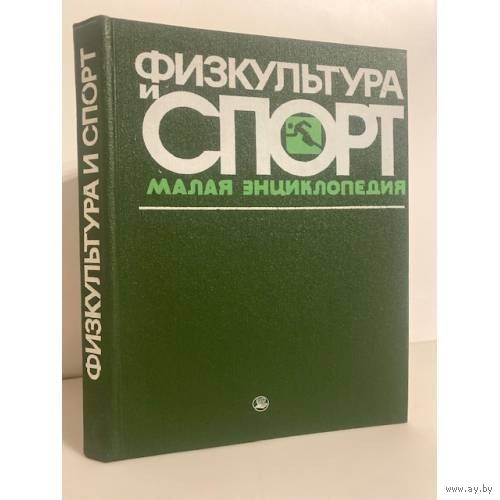 ФИЗКУЛЬТУРА
И
СПОРТ
МАЛАЯ ЭНЦИКЛОПЕДИЯ
ФИЗКУЛЬТУРА И СПОРТ
www.ay.by